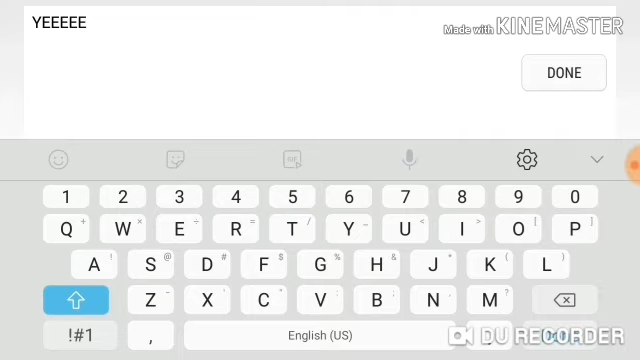 YEEEEE
Made with KINEMASTER
DONE
GIF
1 2 3 4 5 6 7 8 9 0
Q W E R T Y U I O P
A S D F G H J K L
Z X C V B N M
!#1 , English (US)
DU RECORDER